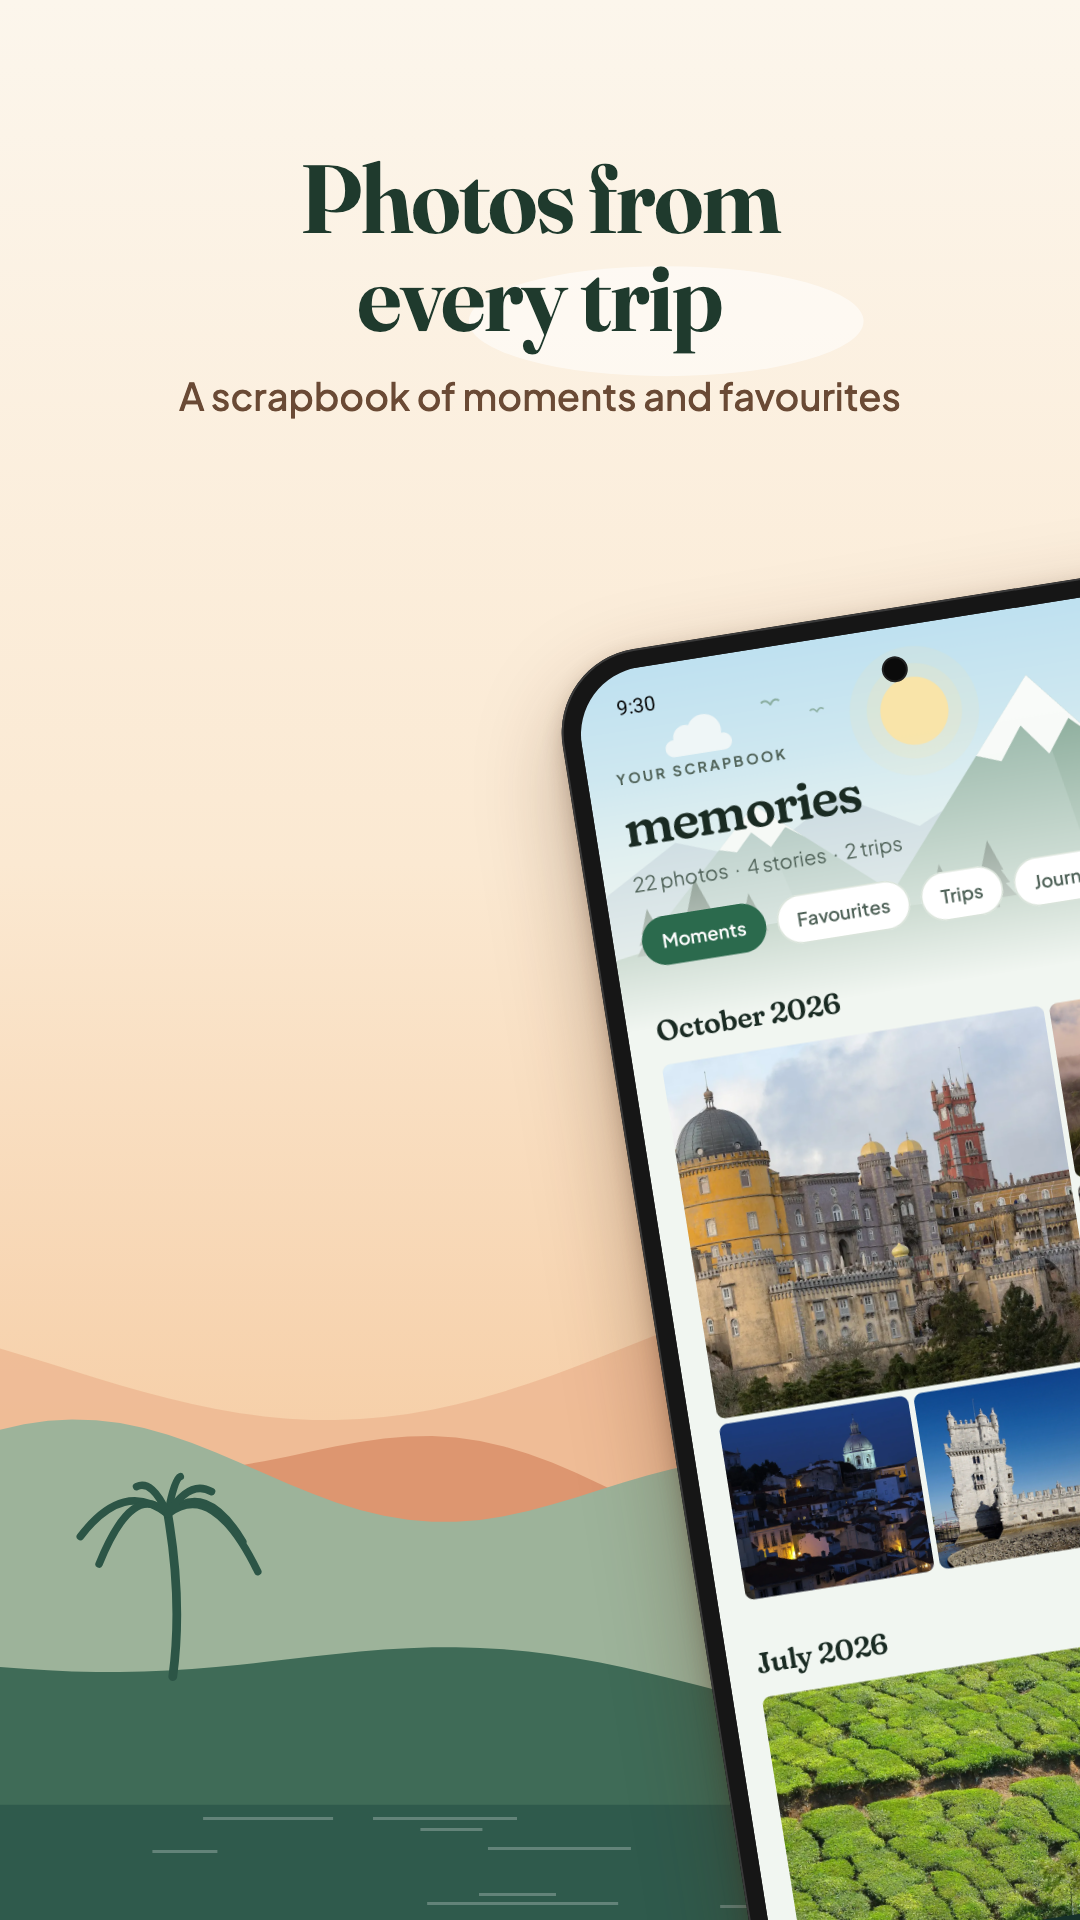 Photos from
every trip
A scrapbook of moments and favourites
9:30
YOUR SCRAPBOOK
memories
22 photos · 4 stories · 2 trips
Moments Favourites Trips Journ
October 2026
July 2026